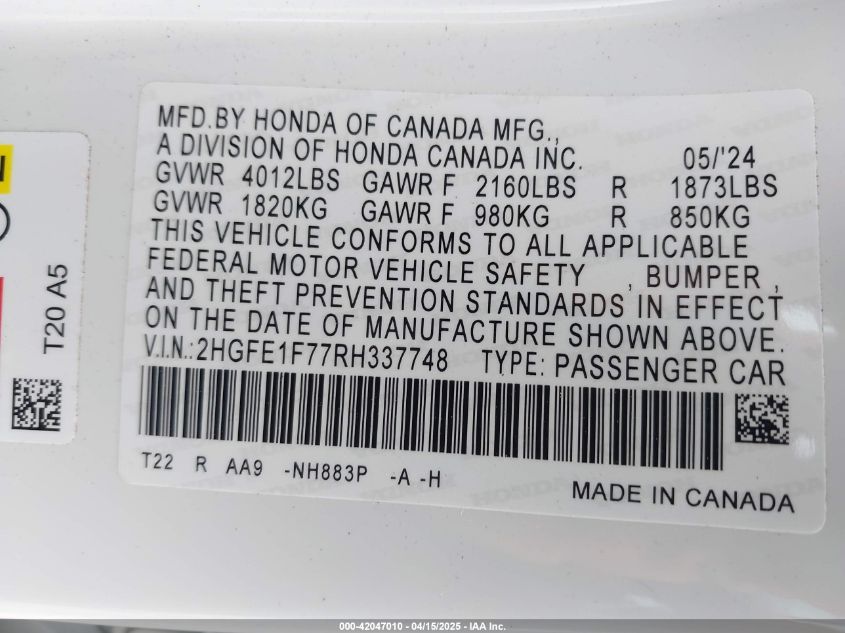 MFD.BY HONDA OF CANADA MFG.,
A DIVISION OF HONDA CANADA INC. 05/'24
GVWR 4012LBS GAWR F 2160LBS R 1873LBS
GVWR 1820KG GAWR F 980KG R 850KG
THIS VEHICLE CONFORMS TO ALL APPLICABLE
FEDERAL MOTOR VEHICLE SAFETY , BUMPER ,
AND THEFT PREVENTION STANDARDS IN EFFECT
ON THE DATE OF MANUFACTURE SHOWN ABOVE.
V.I.N.:2HGFE1F77RH337748 TYPE: PASSENGER CAR
T22 R AA9 -NH883P -A -H
MADE IN CANADA
T20 A5
000-42047010 - 04/15/2025 - IAA Inc.